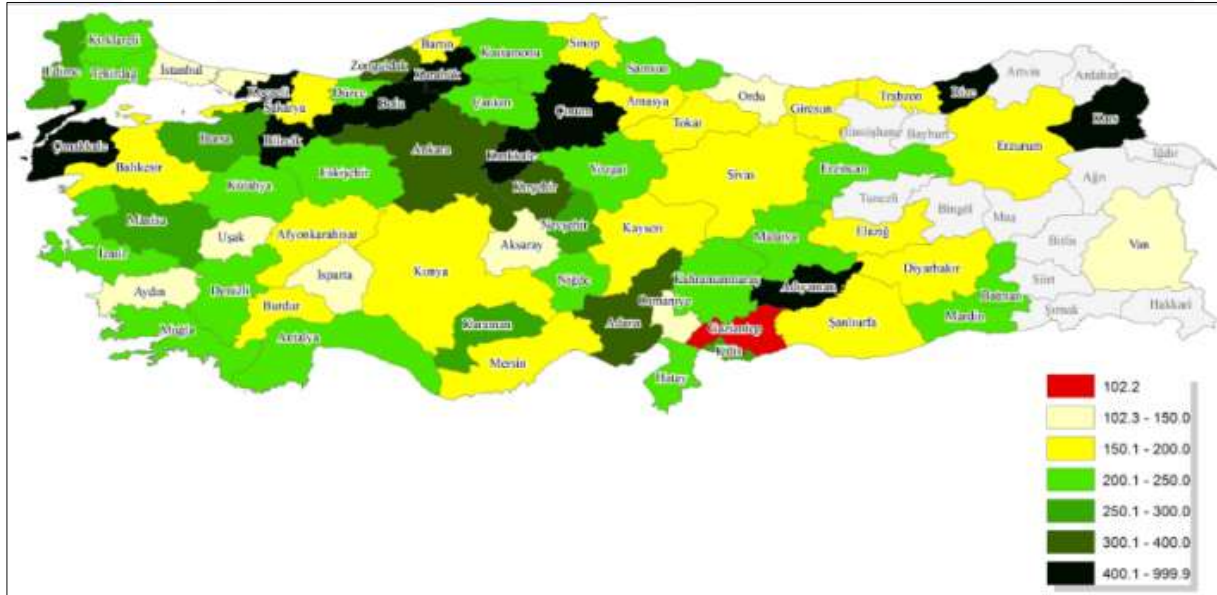 Kırklareli
Edirne
Tekirdağ
İstanbul
Kocaeli
Sakarya
Düzce
Zonguldak
Bartın
Karabük
Bolu
Kastamonu
Sinop
Çankırı
Çorum
Samsun
Amasya
Tokat
Ordu
Giresun
Trabzon
Rize
Artvin
Ardahan
Kars
Gümüşhane
Bayburt
Erzurum
Iğdır
Ağrı
Çanakkale
Balıkesir
Bursa
Bilecik
Kütahya
Eskişehir
Ankara
Kırıkkale
Kırşehir
Yozgat
Sivas
Erzincan
Tunceli
Bingöl
Muş
Bitlis
Van
Manisa
İzmir
Uşak
Afyonkarahisar
Aydın
Denizli
Isparta
Burdur
Muğla
Antalya
Konya
Aksaray
Nevşehir
Niğde
Kayseri
Karaman
Mersin
Adana
Osmaniye
Kahramanmaraş
Malatya
Elazığ
Adıyaman
Gaziantep
Kilis
Hatay
Şanlıurfa
Diyarbakır
Mardin
Batman
Siirt
Şırnak
Hakkari
102.2
102.3 - 150.0
150.1 - 200.0
200.1 - 250.0
250.1 - 300.0
300.1 - 400.0
400.1 - 999.9